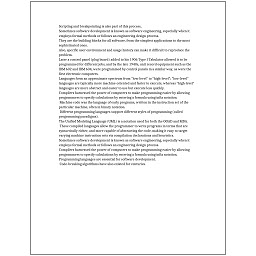 Scripting and breakpointing is also part of this process.
Sometimes software development is known as software engineering, especially when it
employs formal methods or follows an engineering design process.
They are the building blocks for all software, from the simplest applications to the most
sophisticated ones.
Also, specific user environment and usage history can make it difficult to reproduce the
problem.
Later a control panel (plug board) added to his 1906 Type I Tabulator allowed it to be
programmed for different jobs, and by the late 1940s, unit record equipment such as the
IBM 602 and IBM 604, were programmed by control panels in a similar way, as were the
first electronic computers.
Languages form an approximate spectrum from "low-level" to "high-level"; "low-level"
languages are typically more machine-oriented and faster to execute, whereas "high-level"
languages are more abstract and easier to use but execute less quickly.
Compilers harnessed the power of computers to make programming easier by allowing
programmers to specify calculations by entering a formula using infix notation.
Machine code was the language of early programs, written in the instruction set of the
particular machine, often in binary notation.
Different programming languages support different styles of programming (called
programming paradigms).
The Unified Modeling Language (UML) is a notation used for both the OOAD and MDA.
These compiled languages allow the programmer to write programs in terms that are
syntactically richer, and more capable of abstracting the code, making it easy to target
varying machine instruction sets via compilation declarations and heuristics.
Sometimes software development is known as software engineering, especially when it
employs formal methods or follows an engineering design process.
Compilers harnessed the power of computers to make programming easier by allowing
programmers to specify calculations by entering a formula using infix notation.
Programming languages are essential for software development.
Code-breaking algorithms have also existed for centuries.